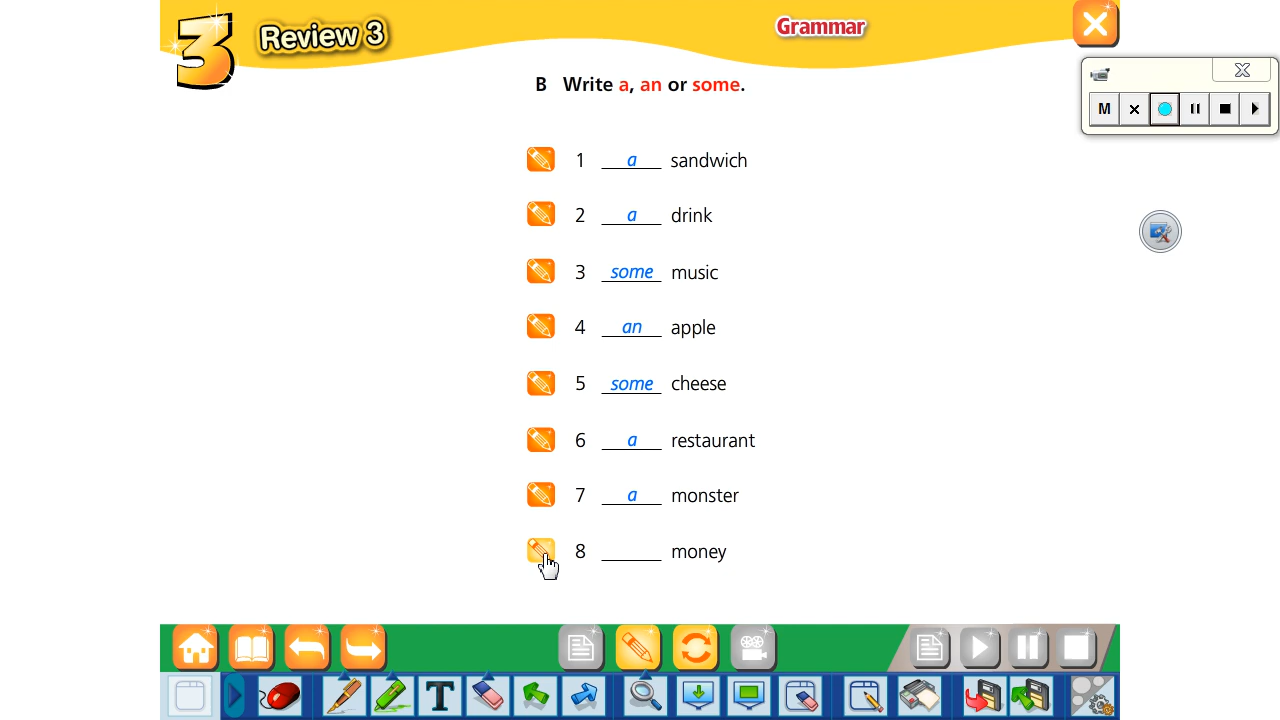 3 Review 3
Grammar
B Write a, an or some.
M
1 a sandwich
2 a drink
3 some music
4 an apple
5 some cheese
6 a restaurant
7 a monster
8 ______ money
T